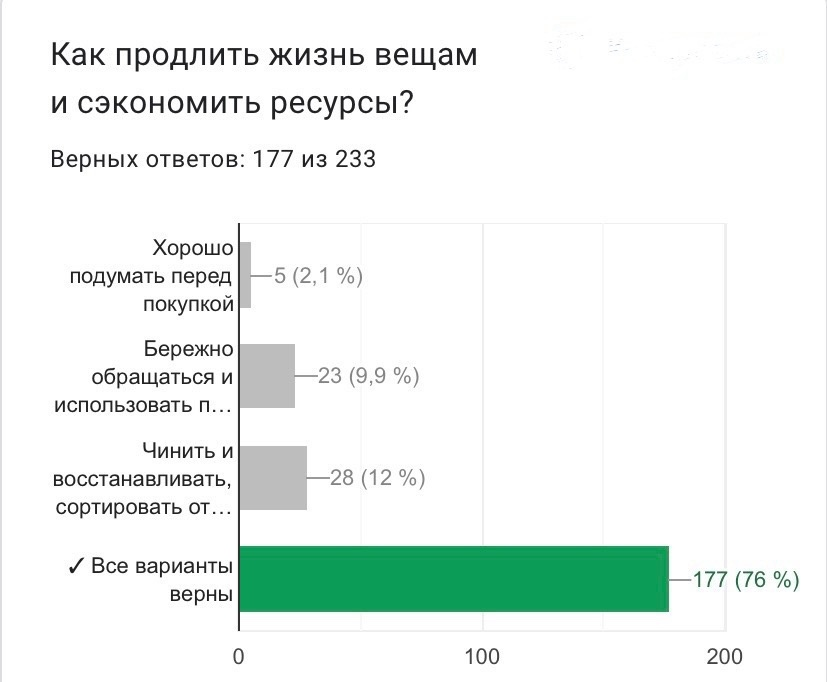 Как продлить жизнь вещам
и сэкономить ресурсы?
Верных ответов: 177 из 233
Хорошо
подумать перед
покупкой
5 (2,1 %)
Бережно
обращаться и
использовать п…
23 (9,9 %)
Чинить и
восстанавливать,
сортировать от…
28 (12 %)
✓ Все варианты
верны
177 (76 %)
0 100 200